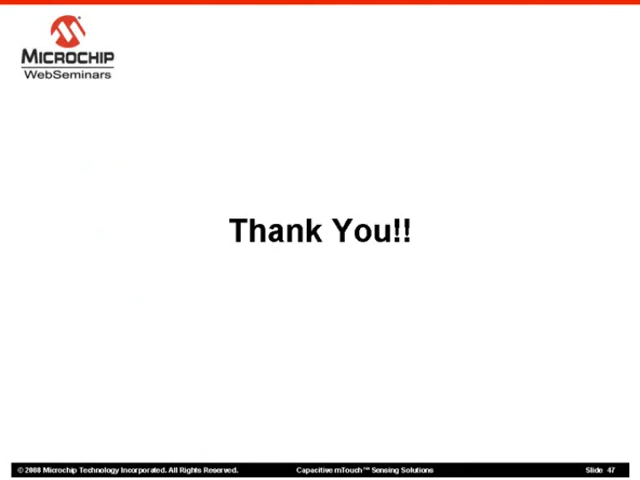 MICROCHIP
WebSeminars
Thank You!!
© 2008 Microchip Technology Incorporated. All Rights Reserved. Capacitive mTouch™ Sensing Solutions Slide 47